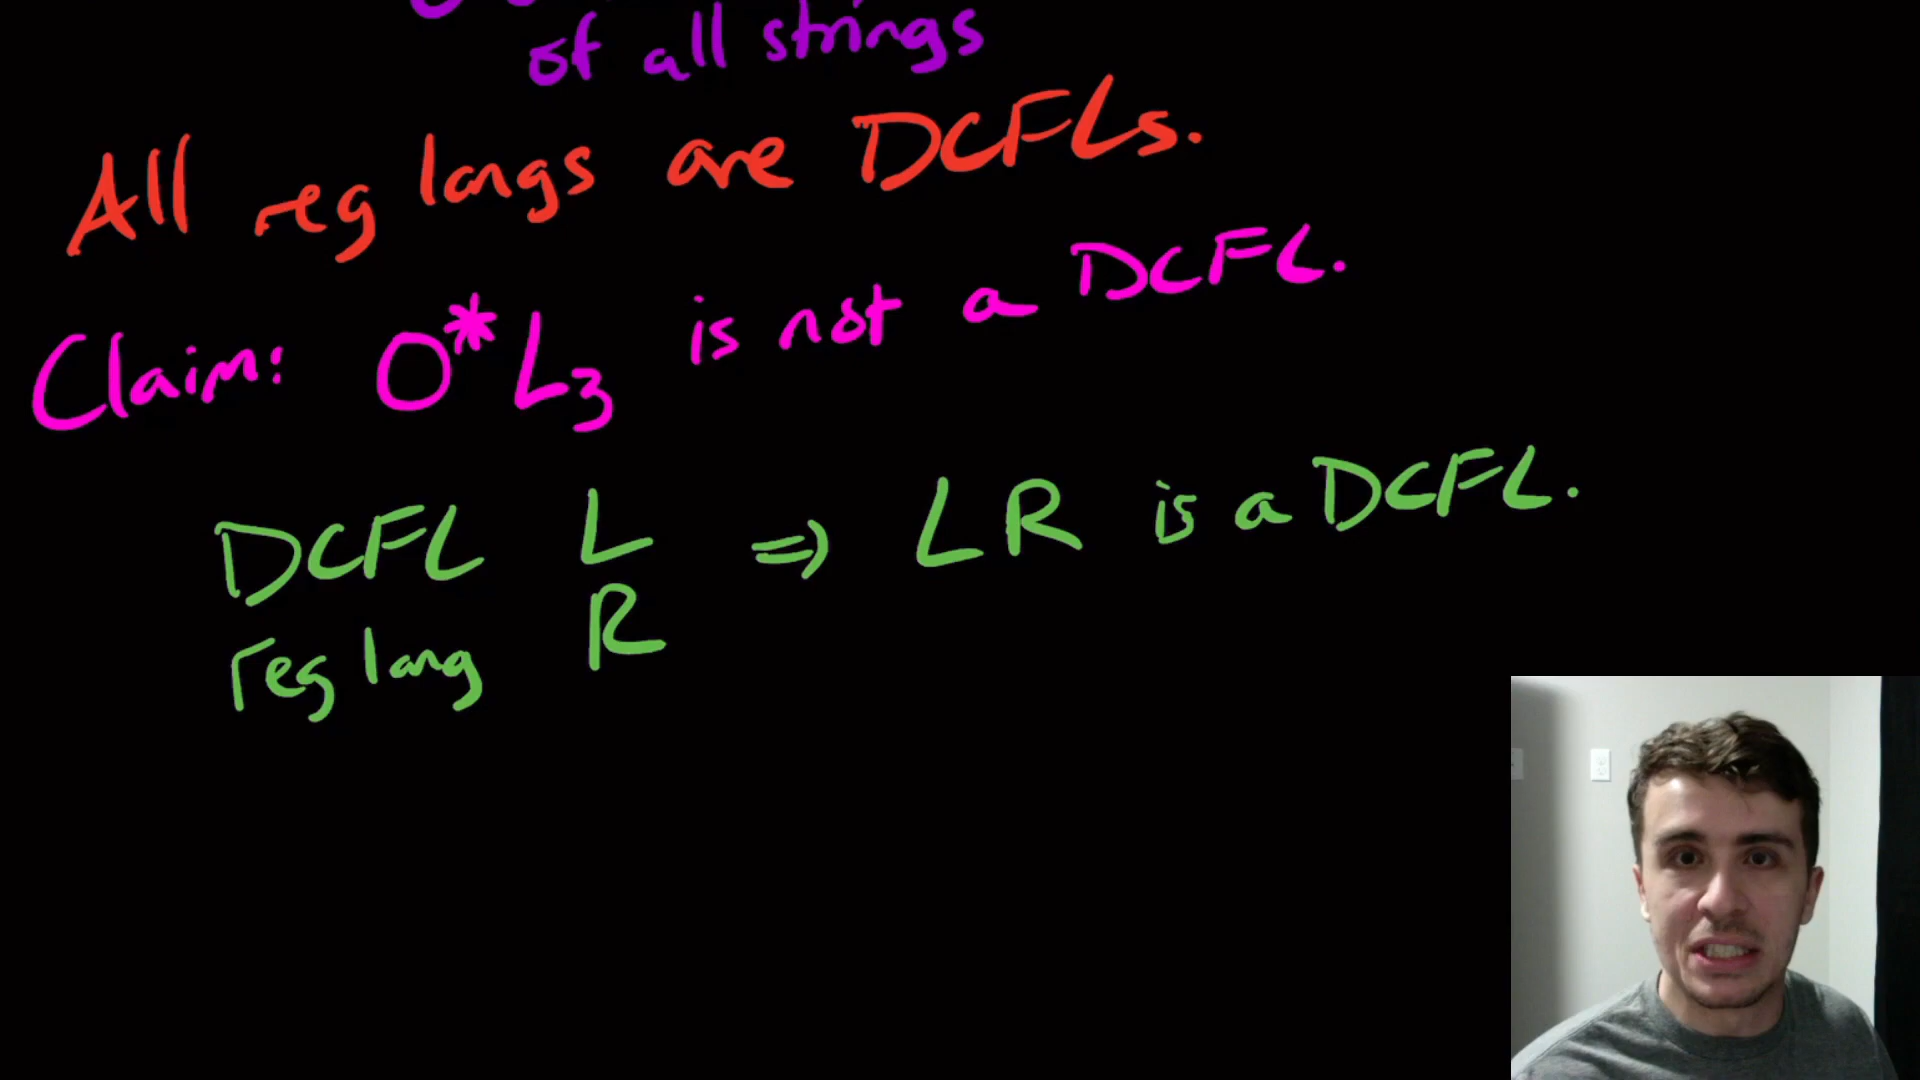 of all strings
All reg langs are DCFLs.
Claim: 0*L3 is not a DCFL.
DCFL L ⇒ LR is a DCFL.
reg lang R